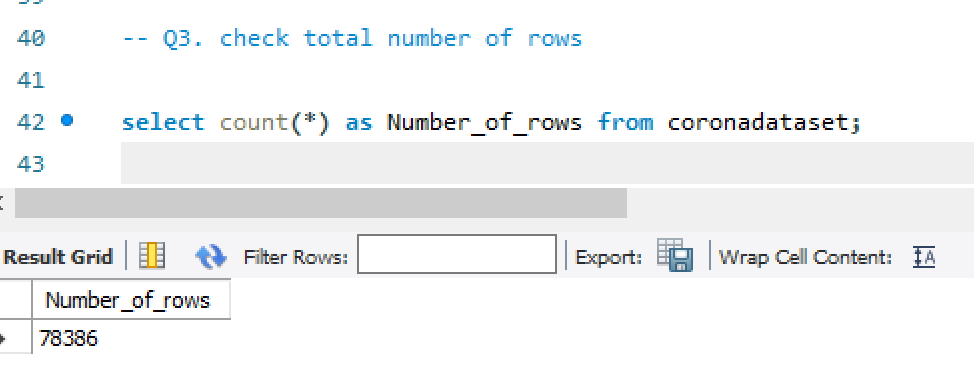 40 -- Q3. check total number of rows
41
42 select count(*) as Number_of_rows from coronadataset;
43
Result Grid Filter Rows: Export: Wrap Cell Content: IA
Number_of_rows
78386